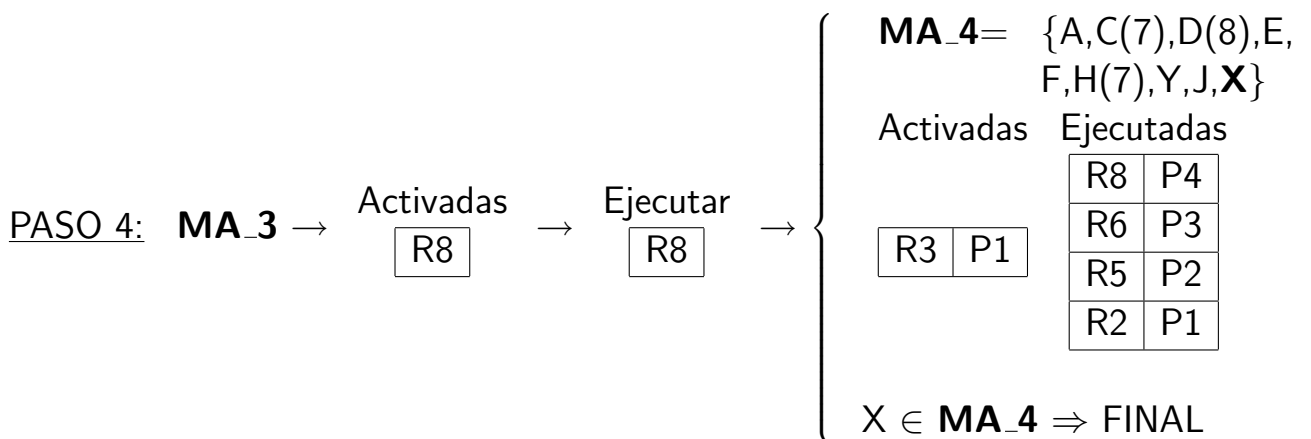 MA_4= {A,C(7),D(8),E,
F,H(7),Y,J,X}
Activadas Ejecutadas
PASO 4: MA_3 → Activadas → Ejecutar →
R8 R8
R3 P1
R8 P4
R6 P3
R5 P2
R2 P1
X ∈ MA_4 ⇒ FINAL